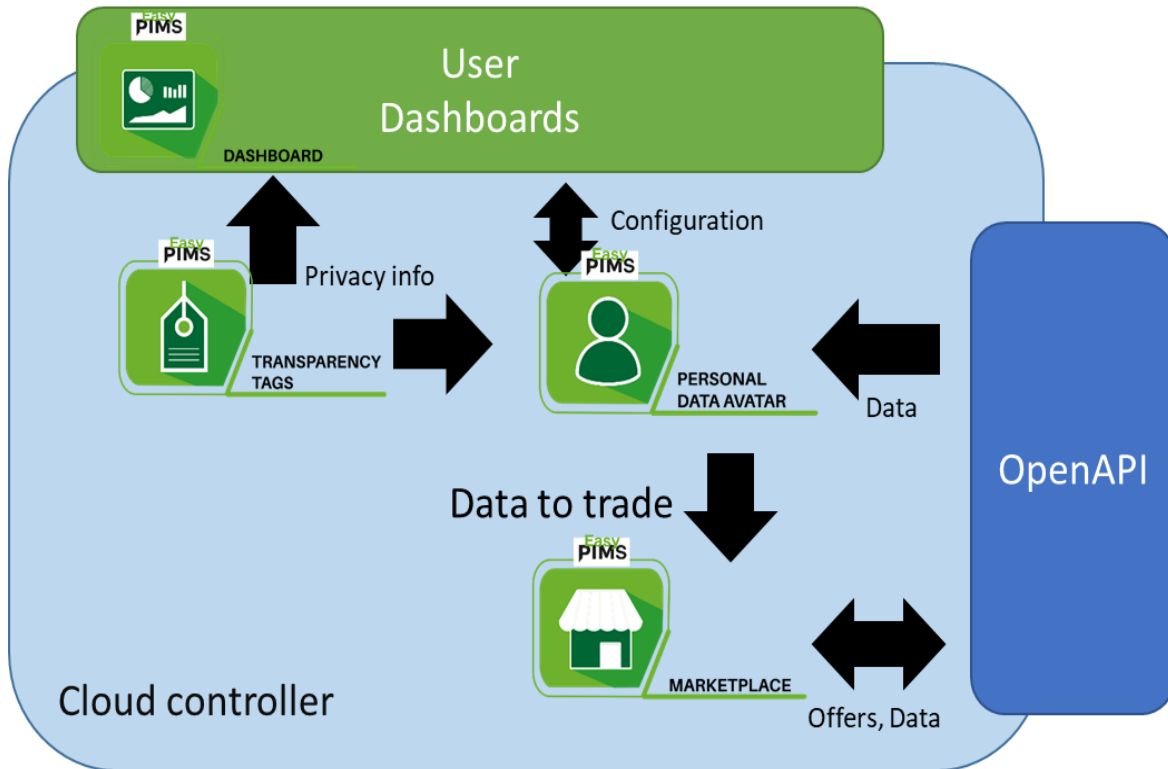 Easy
PIMS
User
Dashboards
DASHBOARD
Configuration
Easy
PIMS
Privacy info
Easy
PIMS
TRANSPARENCY
TAGS
PERSONAL
DATA AVATAR
Data
OpenAPI
Data to trade
Easy
PIMS
MARKETPLACE
Offers, Data
Cloud controller